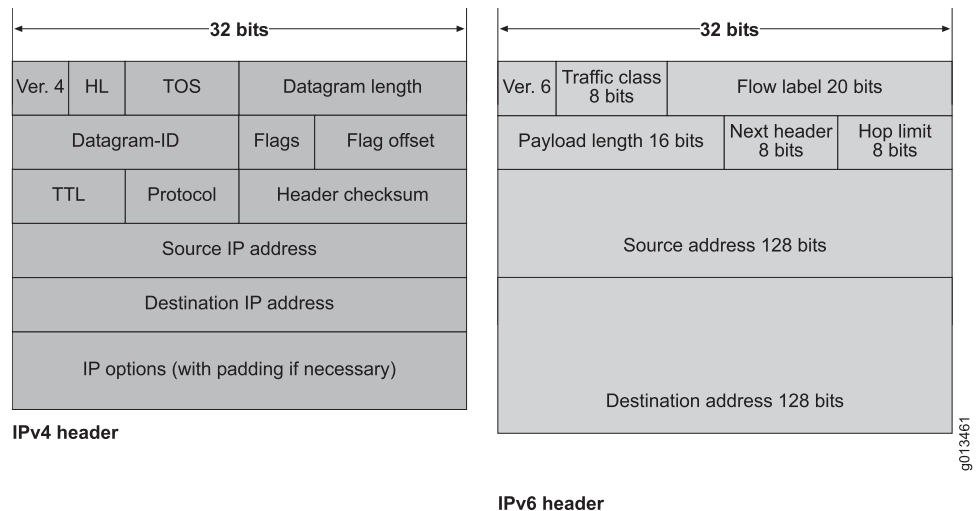 32 bits
Ver. 4 HL TOS Datagram length
Datagram-ID Flags Flag offset
TTL Protocol Header checksum
Source IP address
Destination IP address
IP options (with padding if necessary)
IPv4 header
32 bits
Ver. 6 Traffic class
8 bits
Flow label 20 bits
Payload length 16 bits
Next header
8 bits
Hop limit
8 bits
Source address 128 bits
Destination address 128 bits
IPv6 header
g013461